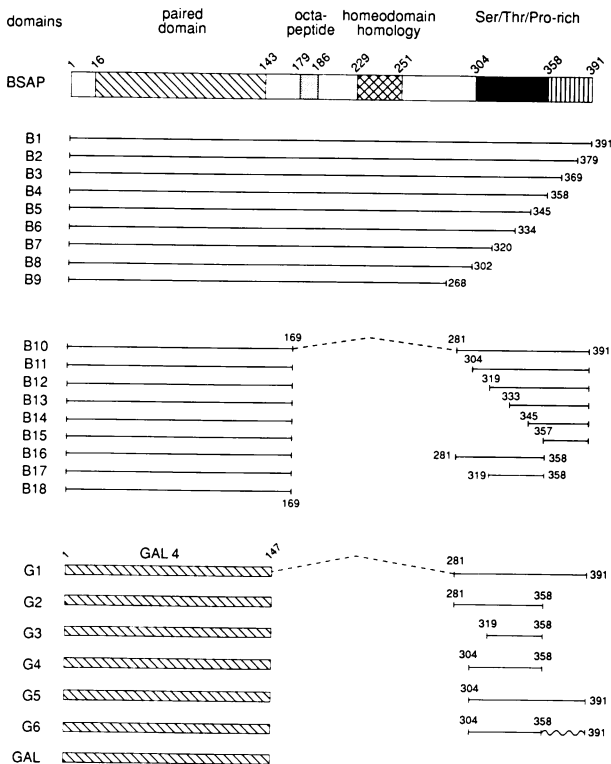 domains
paired domain
octa-peptide
homeodomain homology
Ser/Thr/Pro-rich
1 16 143 179 186 229 251 304 358 391
BSAP
B1 391
B2 379
B3 369
B4 358
B5 345
B6 334
B7 320
B8 302
B9 268
B10 169 281 391
B11 304
B12 319
B13 333
B14 345
B15 357
B16 281 358
B17 319 358
B18 169
1 GAL 4 147
G1 281 391
G2 281 358
G3 319 358
G4 304 358
G5 304 391
G6 304 358 391
GAL